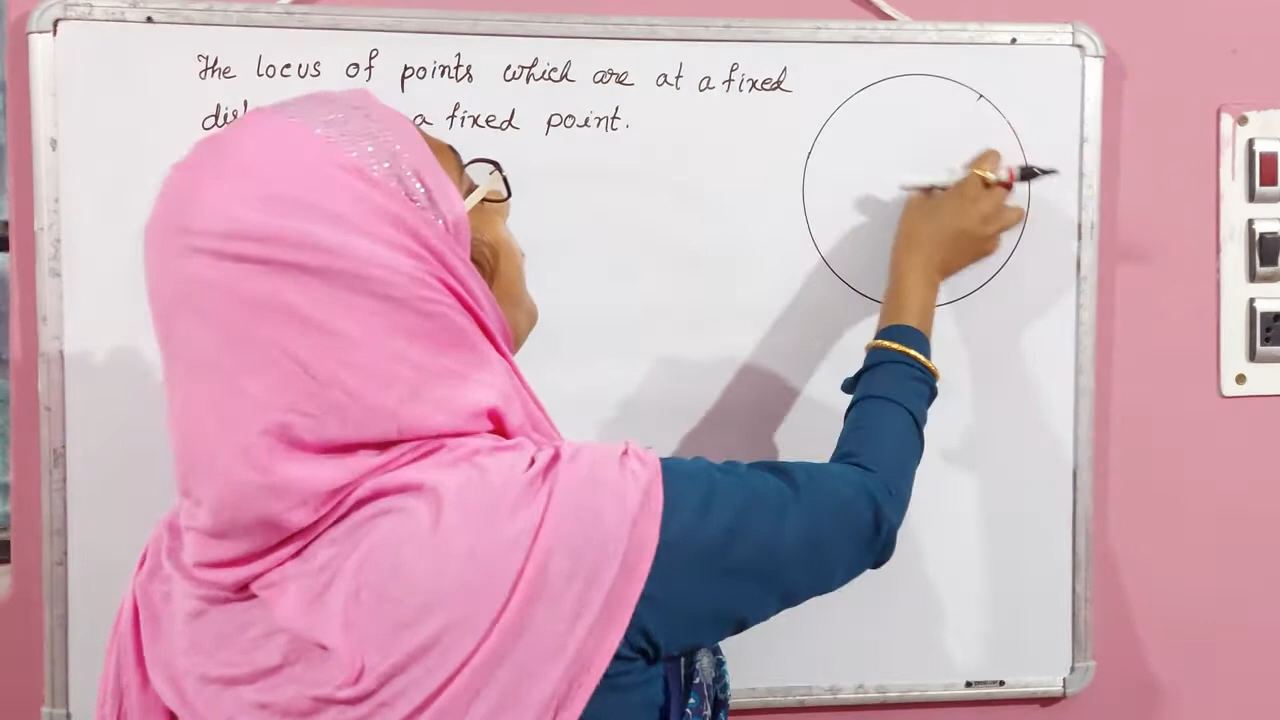 The locus of points which are at a fixed
a fixed point.